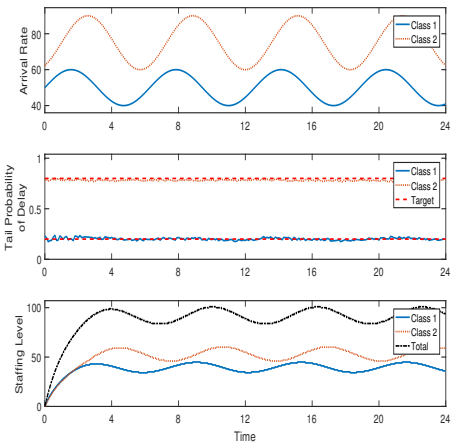 Arrival Rate
80
60
40
0
4
8
12
16
20
24
Class 1
Class 2
Tail Probability
of Delay
1
0.5
0
0
4
8
12
16
20
24
Class 1
Class 2
Target
Staffing Level
100
50
0
0
4
8
12
16
20
24
Class 1
Class 2
Total
Time